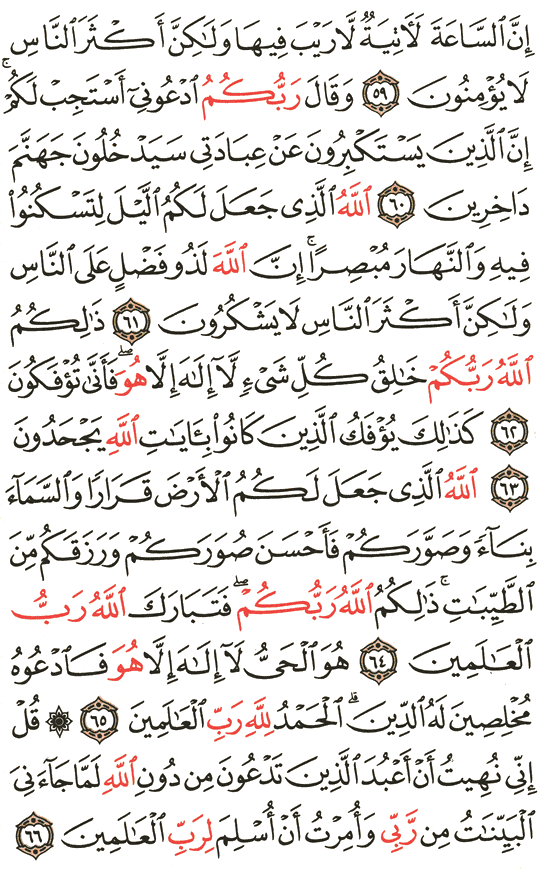 إِنَّ ٱلسَّاعَةَ لَـَٔاتِيَةٌ لَّا رَيْبَ فِيهَا وَلَـٰكِنَّ أَكْثَرَ ٱلنَّاسِ
لَا يُؤْمِنُونَ ٥٩ وَقَالَ رَبُّكُمُ ٱدْعُونِىٓ أَسْتَجِبْ لَكُمْ ۚ
إِنَّ ٱلَّذِينَ يَسْتَكْبِرُونَ عَنْ عِبَادَتِى سَيَدْخُلُونَ جَهَنَّمَ
دَاخِرِينَ ٦٠ ٱللَّهُ ٱلَّذِى جَعَلَ لَكُمُ ٱلَّيْلَ لِتَسْكُنُوا۟
فِيهِ وَٱلنَّهَارَ مُبْصِرًا ۚ إِنَّ ٱللَّهَ لَذُو فَضْلٍ عَلَى ٱلنَّاسِ
وَلَـٰكِنَّ أَكْثَرَ ٱلنَّاسِ لَا يَشْكُرُونَ ٦١ ذَٰلِكُمُ
ٱللَّهُ رَبُّكُمْ خَـٰلِقُ كُلِّ شَىْءٍ لَّآ إِلَـٰهَ إِلَّا هُوَ ۖ فَأَنَّىٰ تُؤْفَكُونَ
٦٢ كَذَٰلِكَ يُؤْفَكُ ٱلَّذِينَ كَانُوا۟ بِـَٔايَـٰتِ ٱللَّهِ يَجْحَدُونَ
٦٣ ٱللَّهُ ٱلَّذِى جَعَلَ لَكُمُ ٱلْأَرْضَ قَرَارًا وَٱلسَّمَآءَ
بِنَآءً وَصَوَّرَكُمْ فَأَحْسَنَ صُوَرَكُمْ وَرَزَقَكُم مِّنَ
ٱلطَّيِّبَـٰتِ ۚ ذَٰلِكُمُ ٱللَّهُ رَبُّكُمْ ۖ فَتَبَارَكَ ٱللَّهُ رَبُّ
ٱلْعَـٰلَمِينَ ٦٤ هُوَ ٱلْحَىُّ لَآ إِلَـٰهَ إِلَّا هُوَ فَٱدْعُوهُ
مُخْلِصِينَ لَهُ ٱلدِّينَ ۗ ٱلْحَمْدُ لِلَّهِ رَبِّ ٱلْعَـٰلَمِينَ ٦٥ ۞ قُلْ
إِنِّى نُهِيتُ أَنْ أَعْبُدَ ٱلَّذِينَ تَدْعُونَ مِن دُونِ ٱللَّهِ لَمَّا جَآءَنِىَ
ٱلْبَيِّنَـٰتُ مِن رَّبِّى وَأُمِرْتُ أَنْ أُسْلِمَ لِرَبِّ ٱلْعَـٰلَمِينَ ٦٦